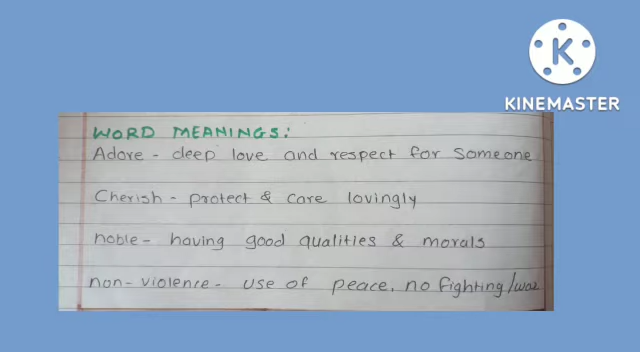 K
KINEMASTER
WORD MEANINGS:
Adore - deep love and respect for someone
Cherish - protect & care lovingly
noble - having good qualities & morals
non-violence - use of peace, no fighting/war